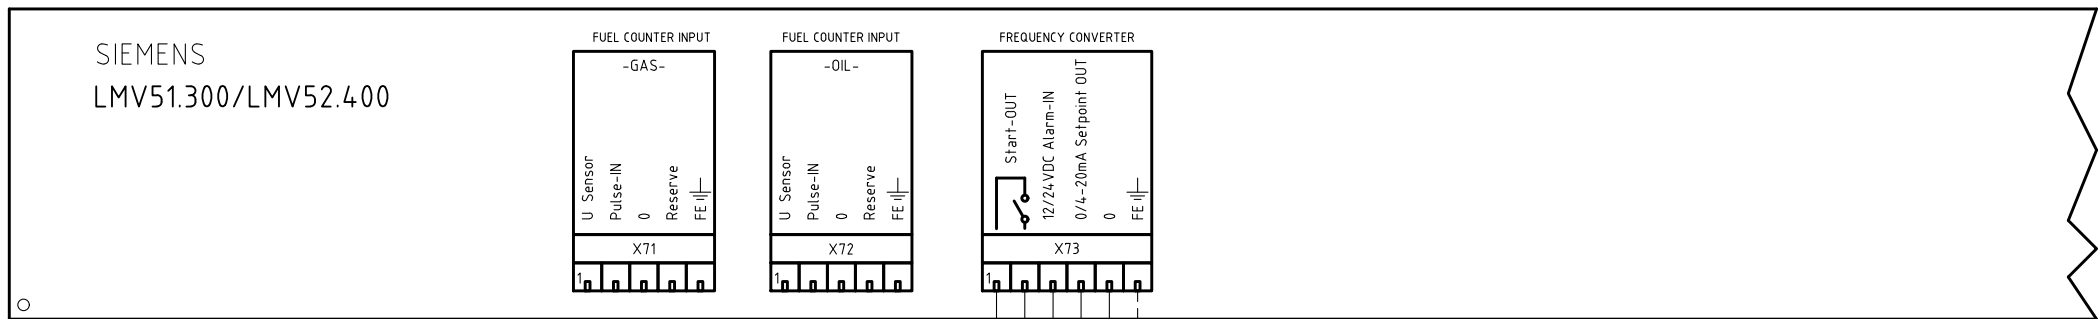 SIEMENS
LMV51.300/LMV52.400
FUEL COUNTER INPUT
-GAS-
U Sensor
Pulse-IN
0
Reserve
FE
X71
1
FUEL COUNTER INPUT
-OIL-
U Sensor
Pulse-IN
0
Reserve
FE
X72
1
FREQUENCY CONVERTER
Start-OUT
12/24VDC Alarm-IN
0/4-20mA Setpoint OUT
0
FE
X73
1